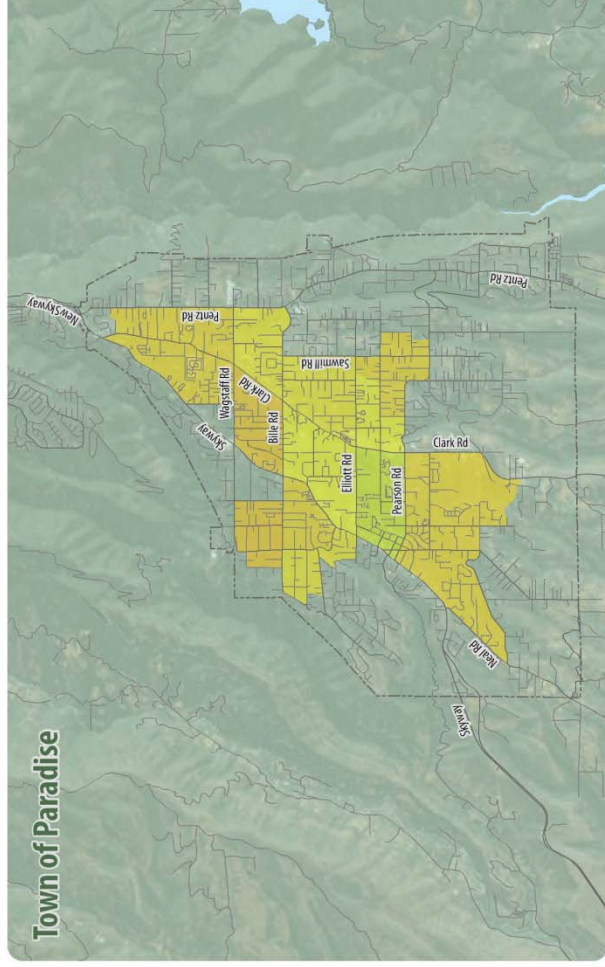 Town of Paradise
New Skyway
Pentz Rd
Wagstaff Rd
Clark Rd
Skyway
Bille Rd
Sawmill Rd
Pentz Rd
Elliott Rd
Clark Rd
Pearson Rd
Neal Rd
Skyway